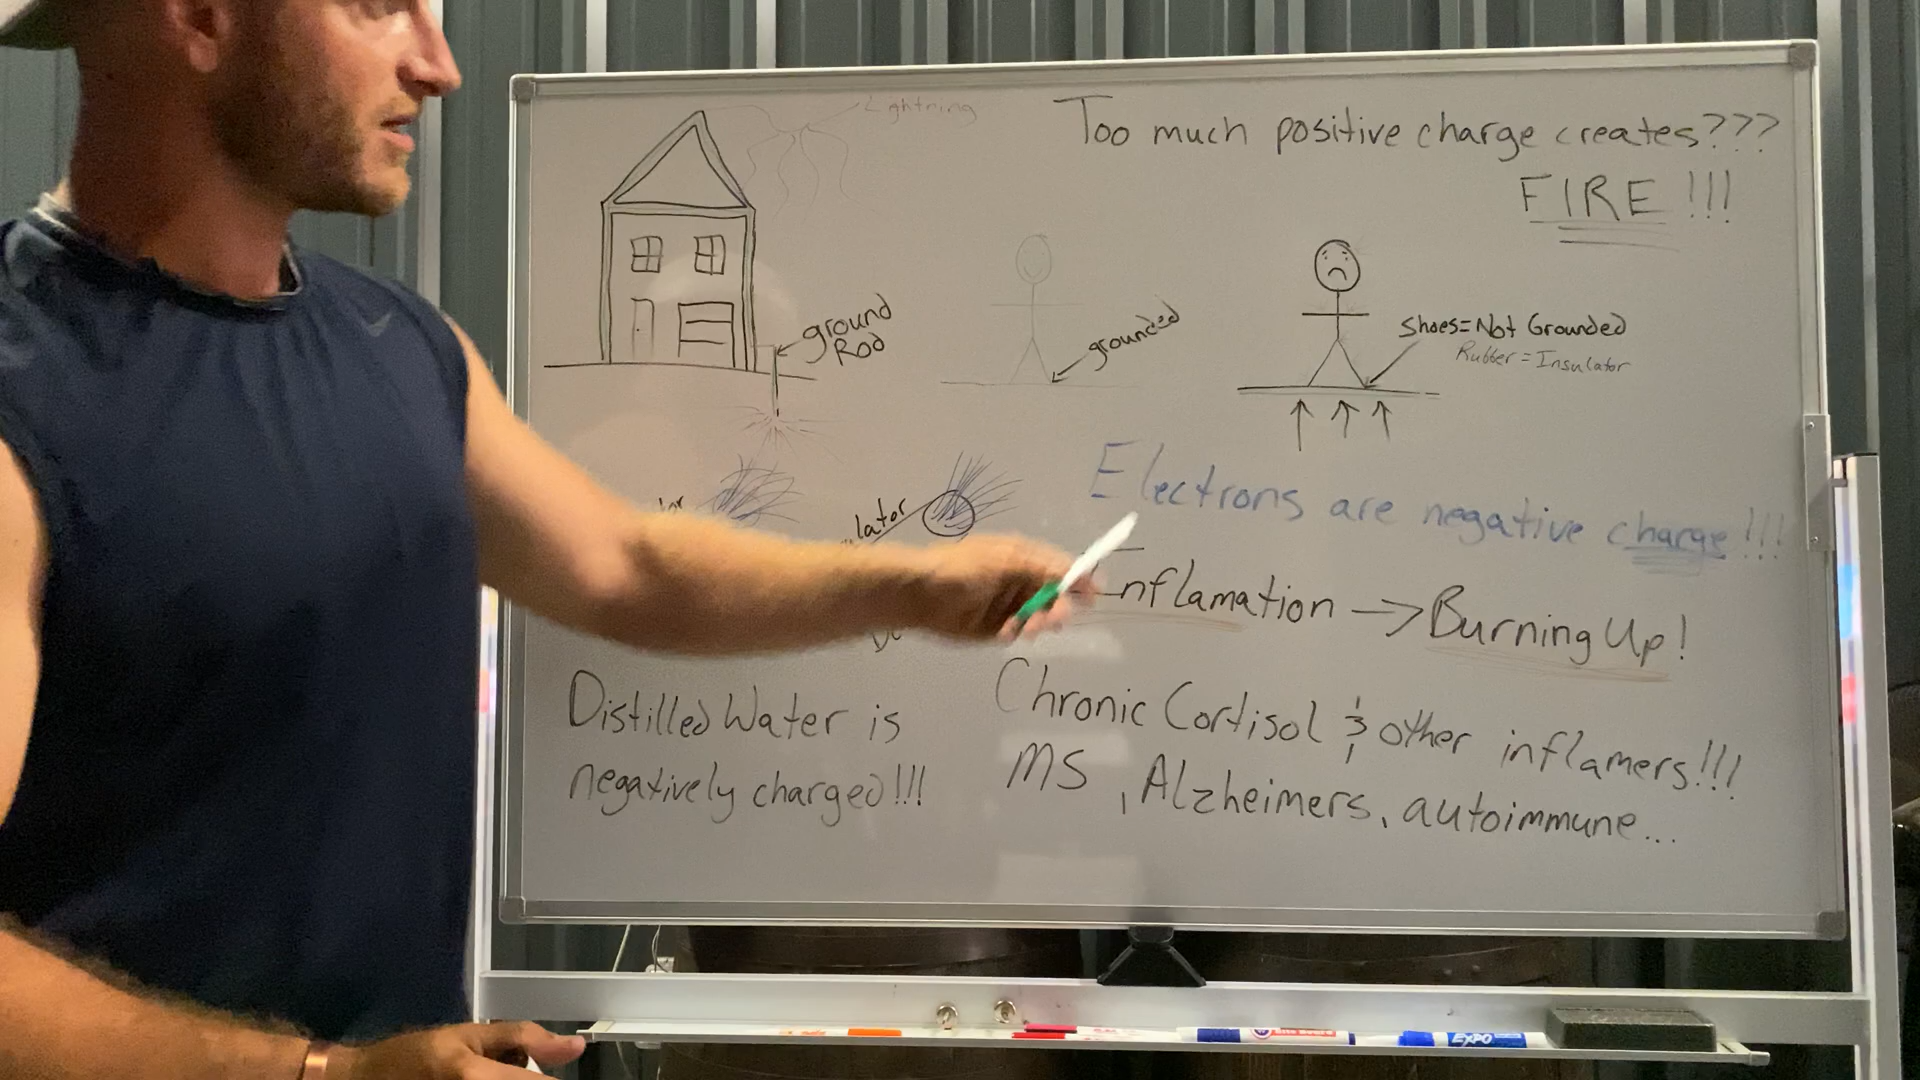 Lightning
Too much positive charge creates???
FIRE!!!
ground
Rod
grounded
Shoes=Not Grounded
Rubber=Insulator
Electrons are negative charge!!!
lator
Inflamation → Burning Up!
Distilled Water is
negatively charged!!!
Chronic Cortisol & other inflamers!!!
MS, Alzheimers, autoimmune...
EXPO